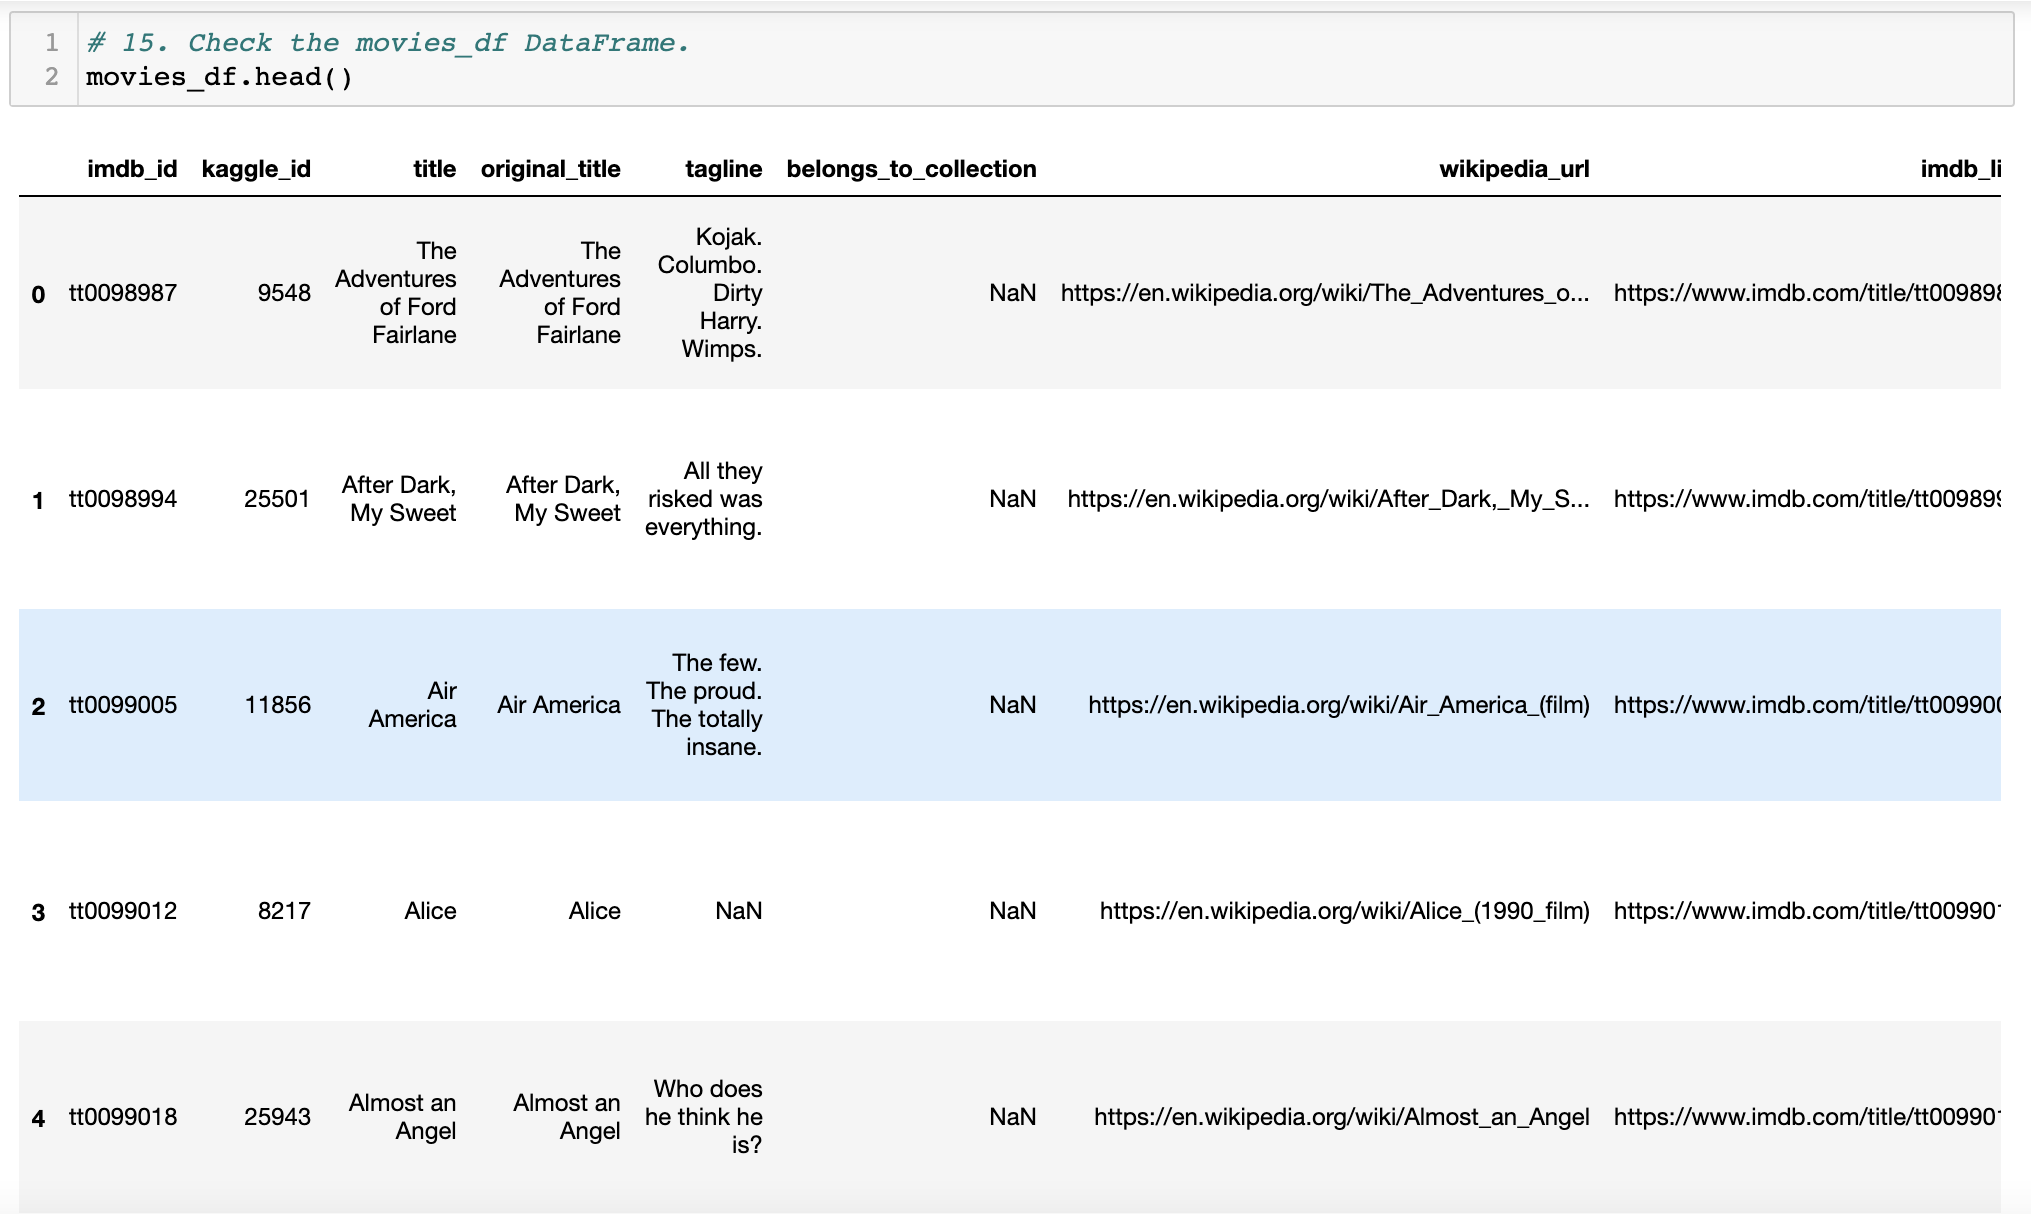 1 # 15. Check the movies_df DataFrame.
2 movies_df.head()
imdb_id kaggle_id title original_title tagline belongs_to_collection wikipedia_url imdb_li
0 tt0098987 9548 The Adventures of Ford Fairlane The Adventures of Ford Fairlane Kojak. Columbo. Dirty Harry. Wimps. NaN https://en.wikipedia.org/wiki/The_Adventures_o... https://www.imdb.com/title/tt009898
1 tt0098994 25501 After Dark, My Sweet After Dark, My Sweet All they risked was everything. NaN https://en.wikipedia.org/wiki/After_Dark,_My_S... https://www.imdb.com/title/tt009899
2 tt0099005 11856 Air America Air America The few. The proud. The totally insane. NaN https://en.wikipedia.org/wiki/Air_America_(film) https://www.imdb.com/title/tt009900
3 tt0099012 8217 Alice Alice NaN NaN https://en.wikipedia.org/wiki/Alice_(1990_film) https://www.imdb.com/title/tt009901
4 tt0099018 25943 Almost an Angel Almost an Angel Who does he think he is? NaN https://en.wikipedia.org/wiki/Almost_an_Angel https://www.imdb.com/title/tt009901